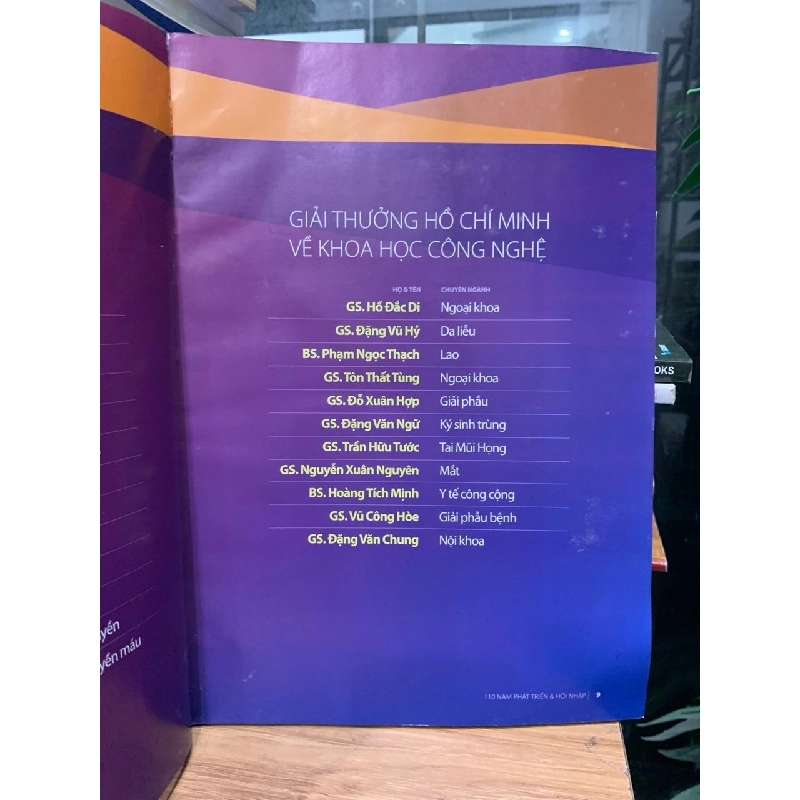 GIẢI THƯỞNG HỒ CHÍ MINH
VỀ KHOA HỌC CÔNG NGHỆ
HỌ & TÊN CHUYÊN NGÀNH
GS. Hồ Đắc Di Ngoại khoa
GS. Đặng Vũ Hỷ Da liễu
BS. Phạm Ngọc Thạch Lao
GS. Tôn Thất Tùng Ngoại khoa
GS. Đỗ Xuân Hợp Giải phẫu
GS. Đặng Văn Ngữ Ký sinh trùng
GS. Trần Hữu Tước Tai Mũi Họng
GS. Nguyễn Xuân Nguyên Mắt
BS. Hoàng Tích Mịnh Y tế công cộng
GS. Vũ Công Hòe Giải phẫu bệnh
GS. Đặng Văn Chung Nội khoa
110 NĂM PHÁT TRIỂN & HỘI NHẬP | 9
máu
OKS